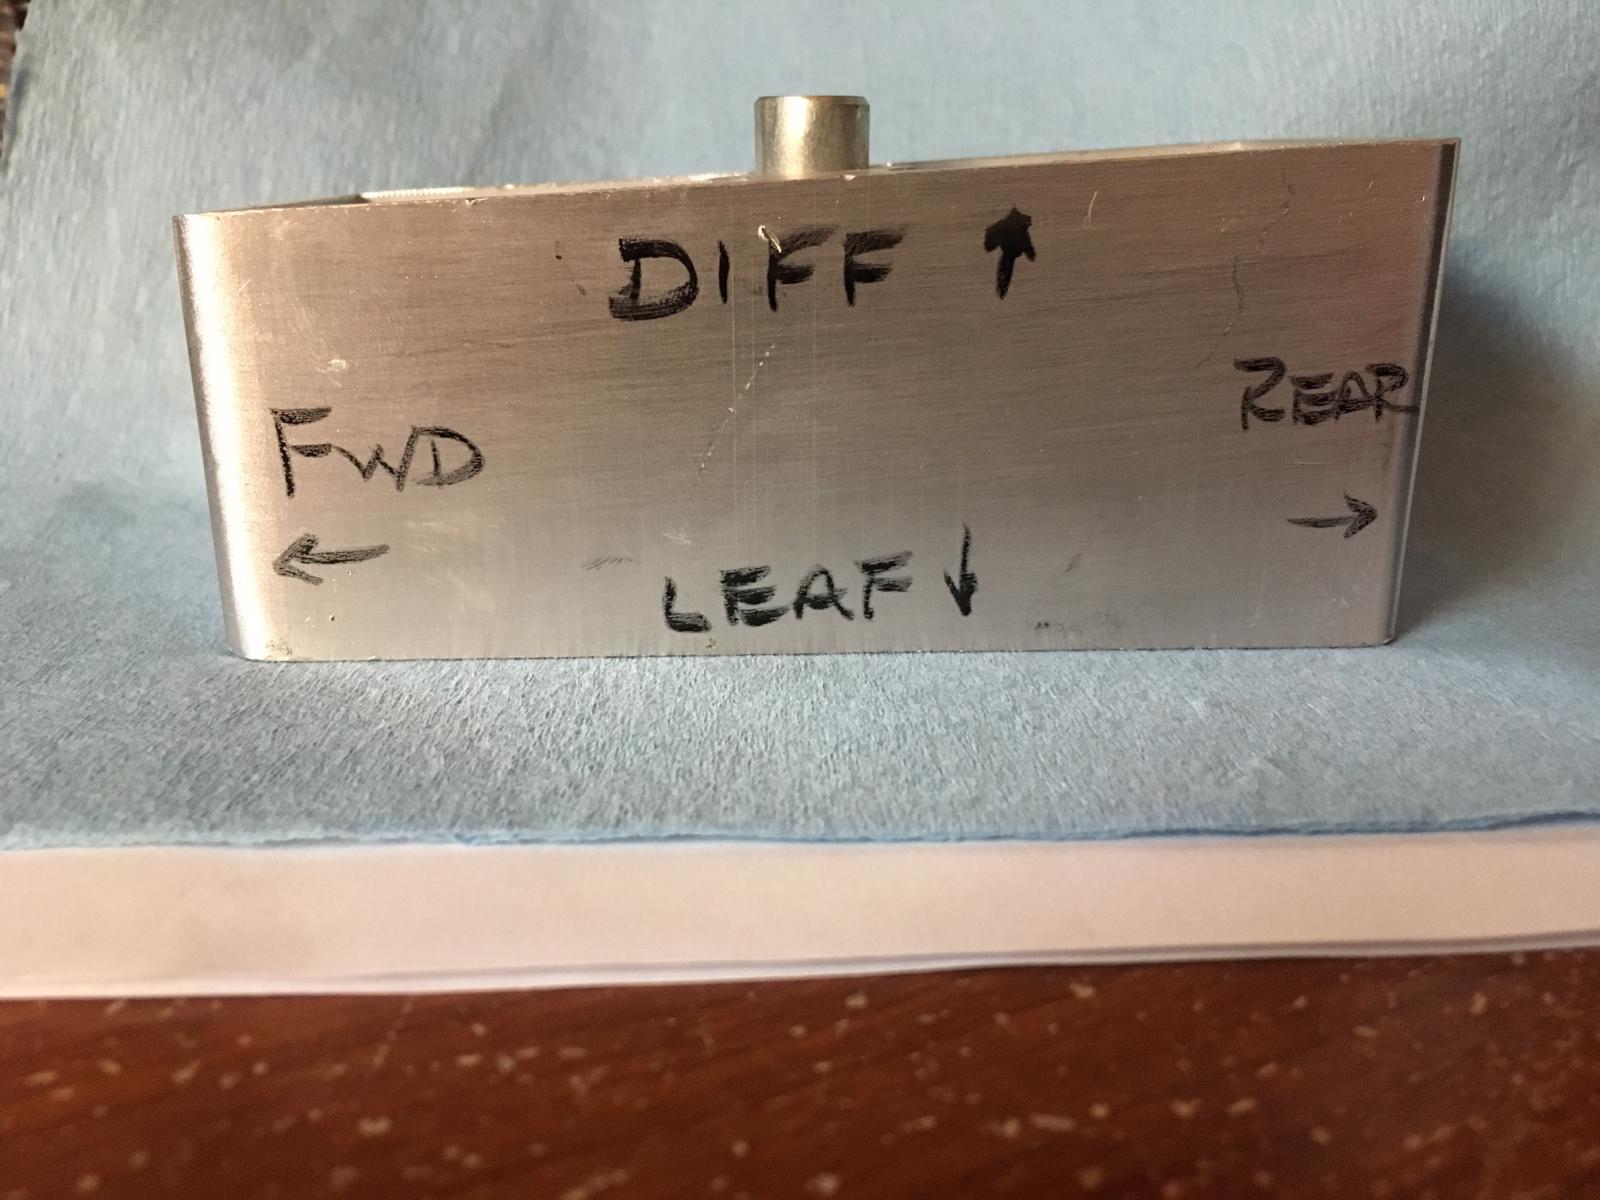 DIFF ↑
REAR
→
FWD
←
LEAF ↓